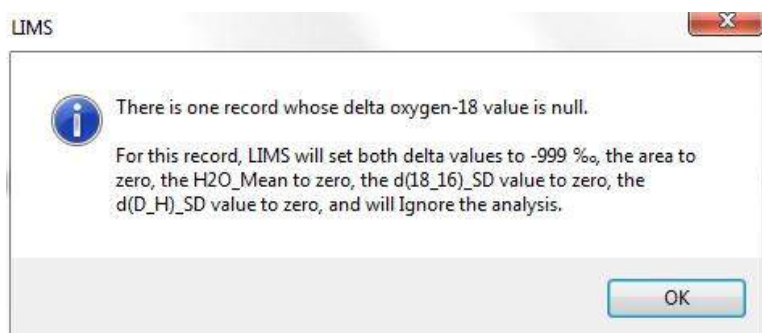 LIMS
There is one record whose delta oxygen-18 value is null.
For this record, LIMS will set both delta values to -999 ‰, the area to
zero, the H2O_Mean to zero, the d(18_16)_SD value to zero, the
d(D_H)_SD value to zero, and will Ignore the analysis.
OK